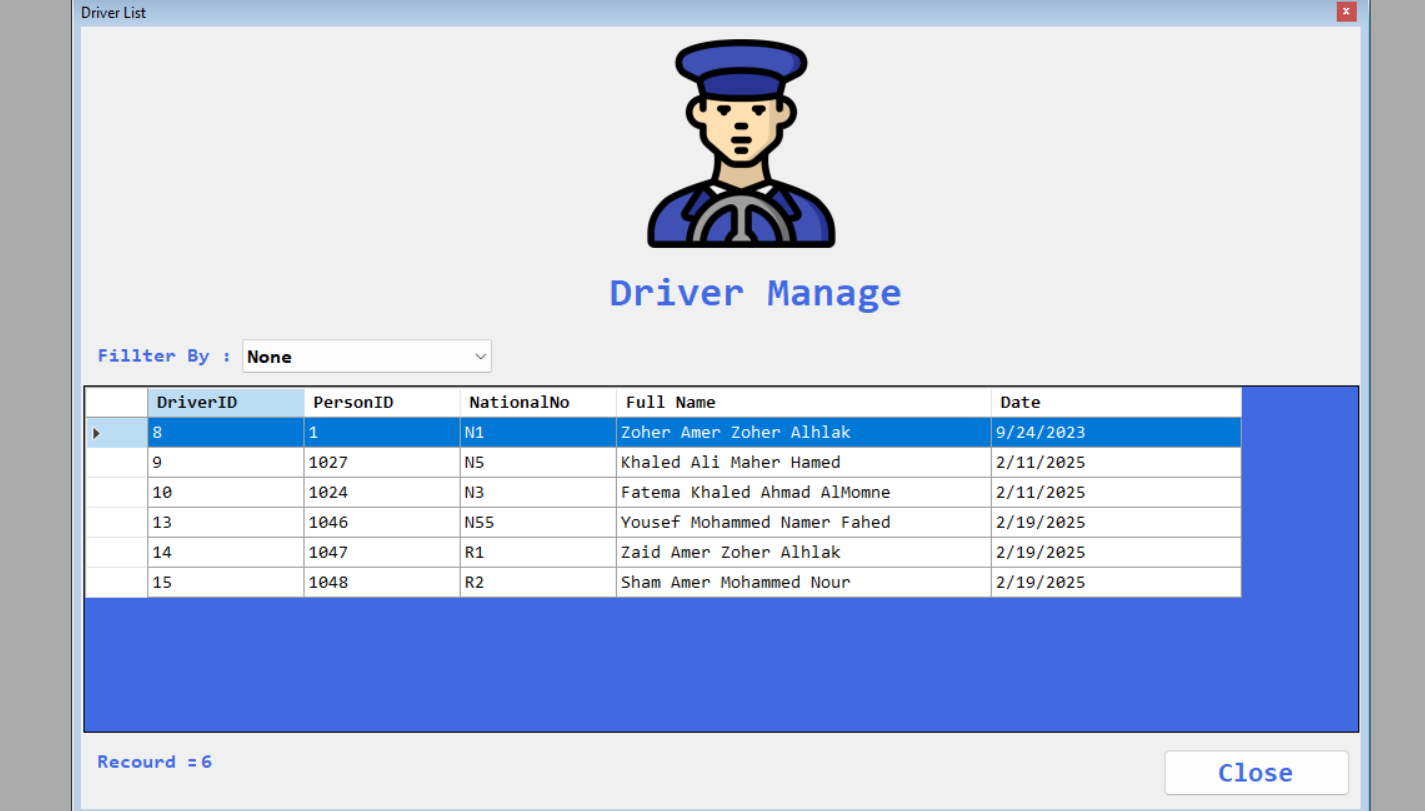 Driver List x
Driver Manage
Fillter By : None
DriverID PersonID NationalNo Full Name Date
8 1 N1 Zoher Amer Zoher Alhlak 9/24/2023
9 1027 N5 Khaled Ali Maher Hamed 2/11/2025
10 1024 N3 Fatema Khaled Ahmad AlMomne 2/11/2025
13 1046 N55 Yousef Mohammed Namer Fahed 2/19/2025
14 1047 R1 Zaid Amer Zoher Alhlak 2/19/2025
15 1048 R2 Sham Amer Mohammed Nour 2/19/2025
Recourd = 6 Close